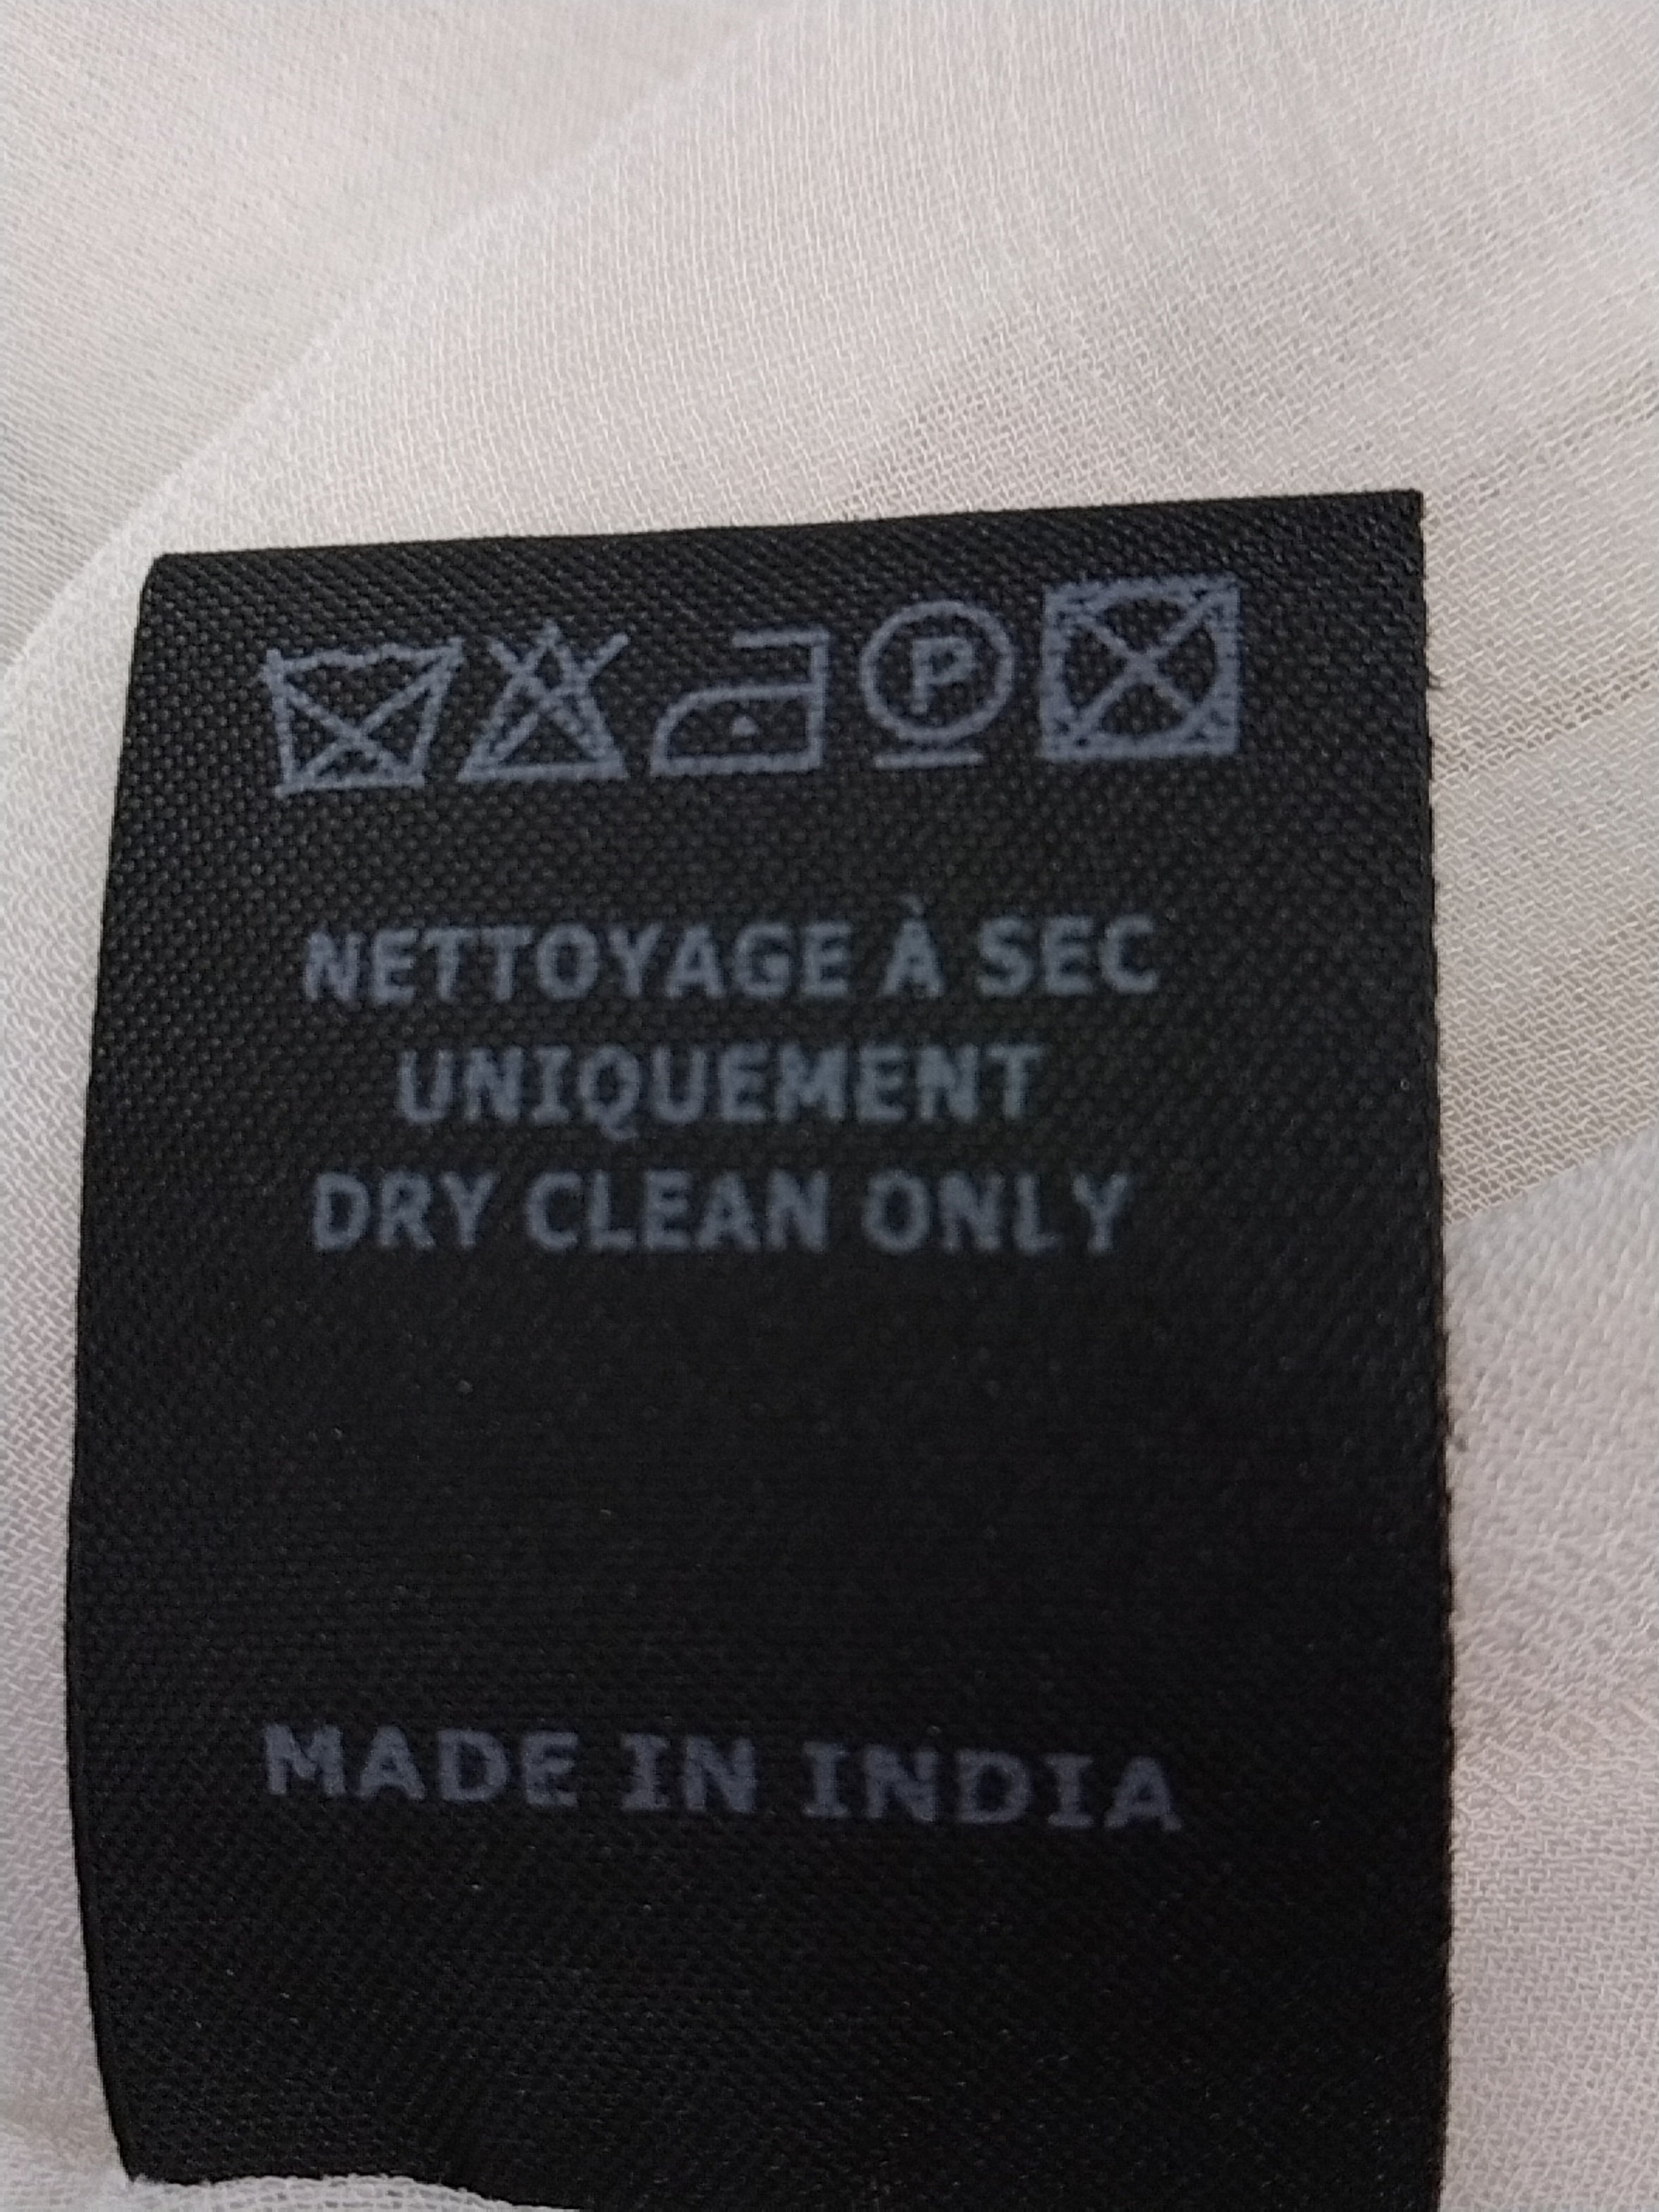 P
NETTOYAGE À SEC
UNIQUEMENT
DRY CLEAN ONLY
MADE IN INDIA